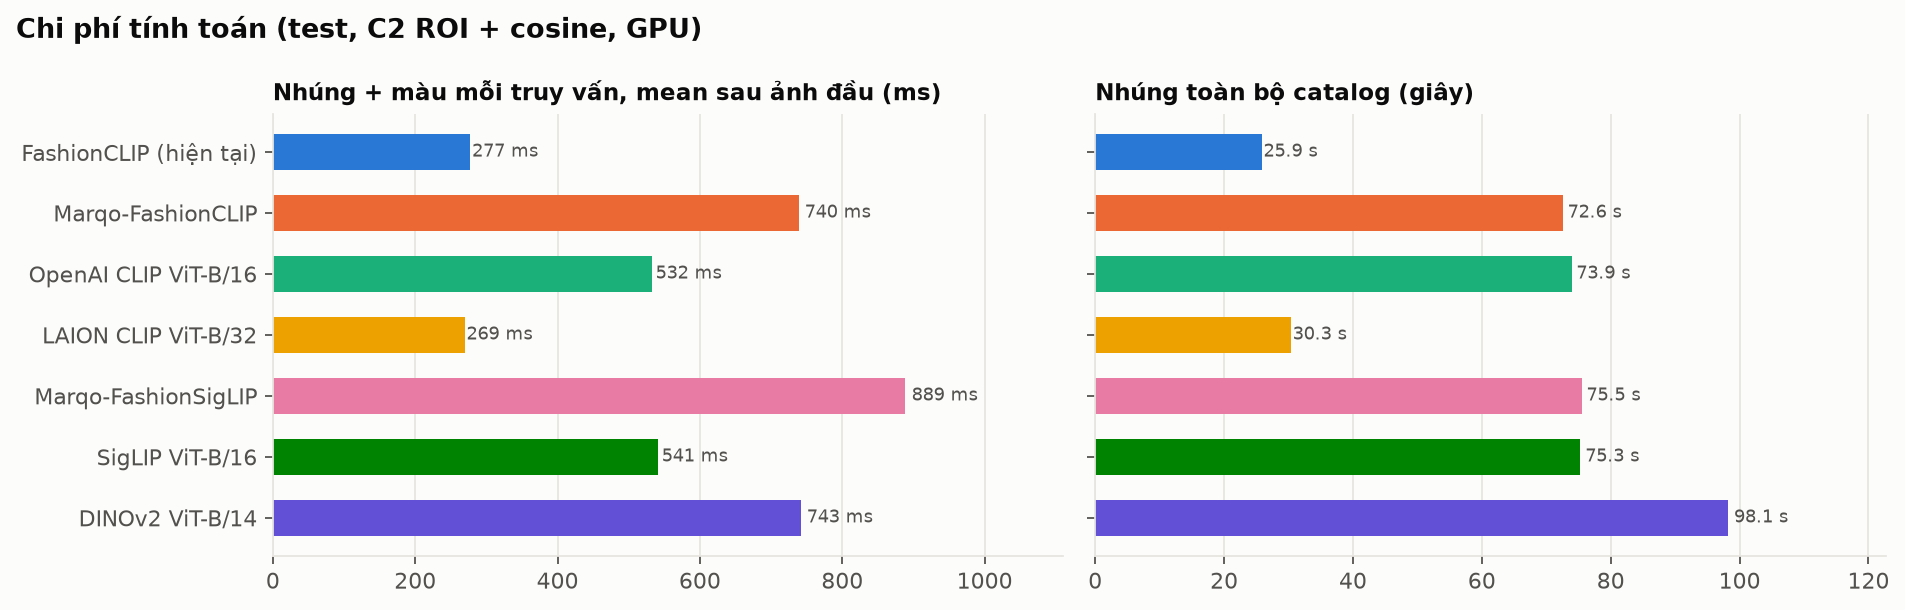 Chi phí tính toán (test, C2 ROI + cosine, GPU)
Nhúng + màu mỗi truy vấn, mean sau ảnh đầu (ms)
FashionCLIP (hiện tại)
277 ms
Marqo-FashionCLIP
740 ms
OpenAI CLIP ViT-B/16
532 ms
LAION CLIP ViT-B/32
269 ms
Marqo-FashionSigLIP
889 ms
SigLIP ViT-B/16
541 ms
DINOv2 ViT-B/14
743 ms
0 200 400 600 800 1000
Nhúng toàn bộ catalog (giây)
25.9 s
72.6 s
73.9 s
30.3 s
75.5 s
75.3 s
98.1 s
0 20 40 60 80 100 120